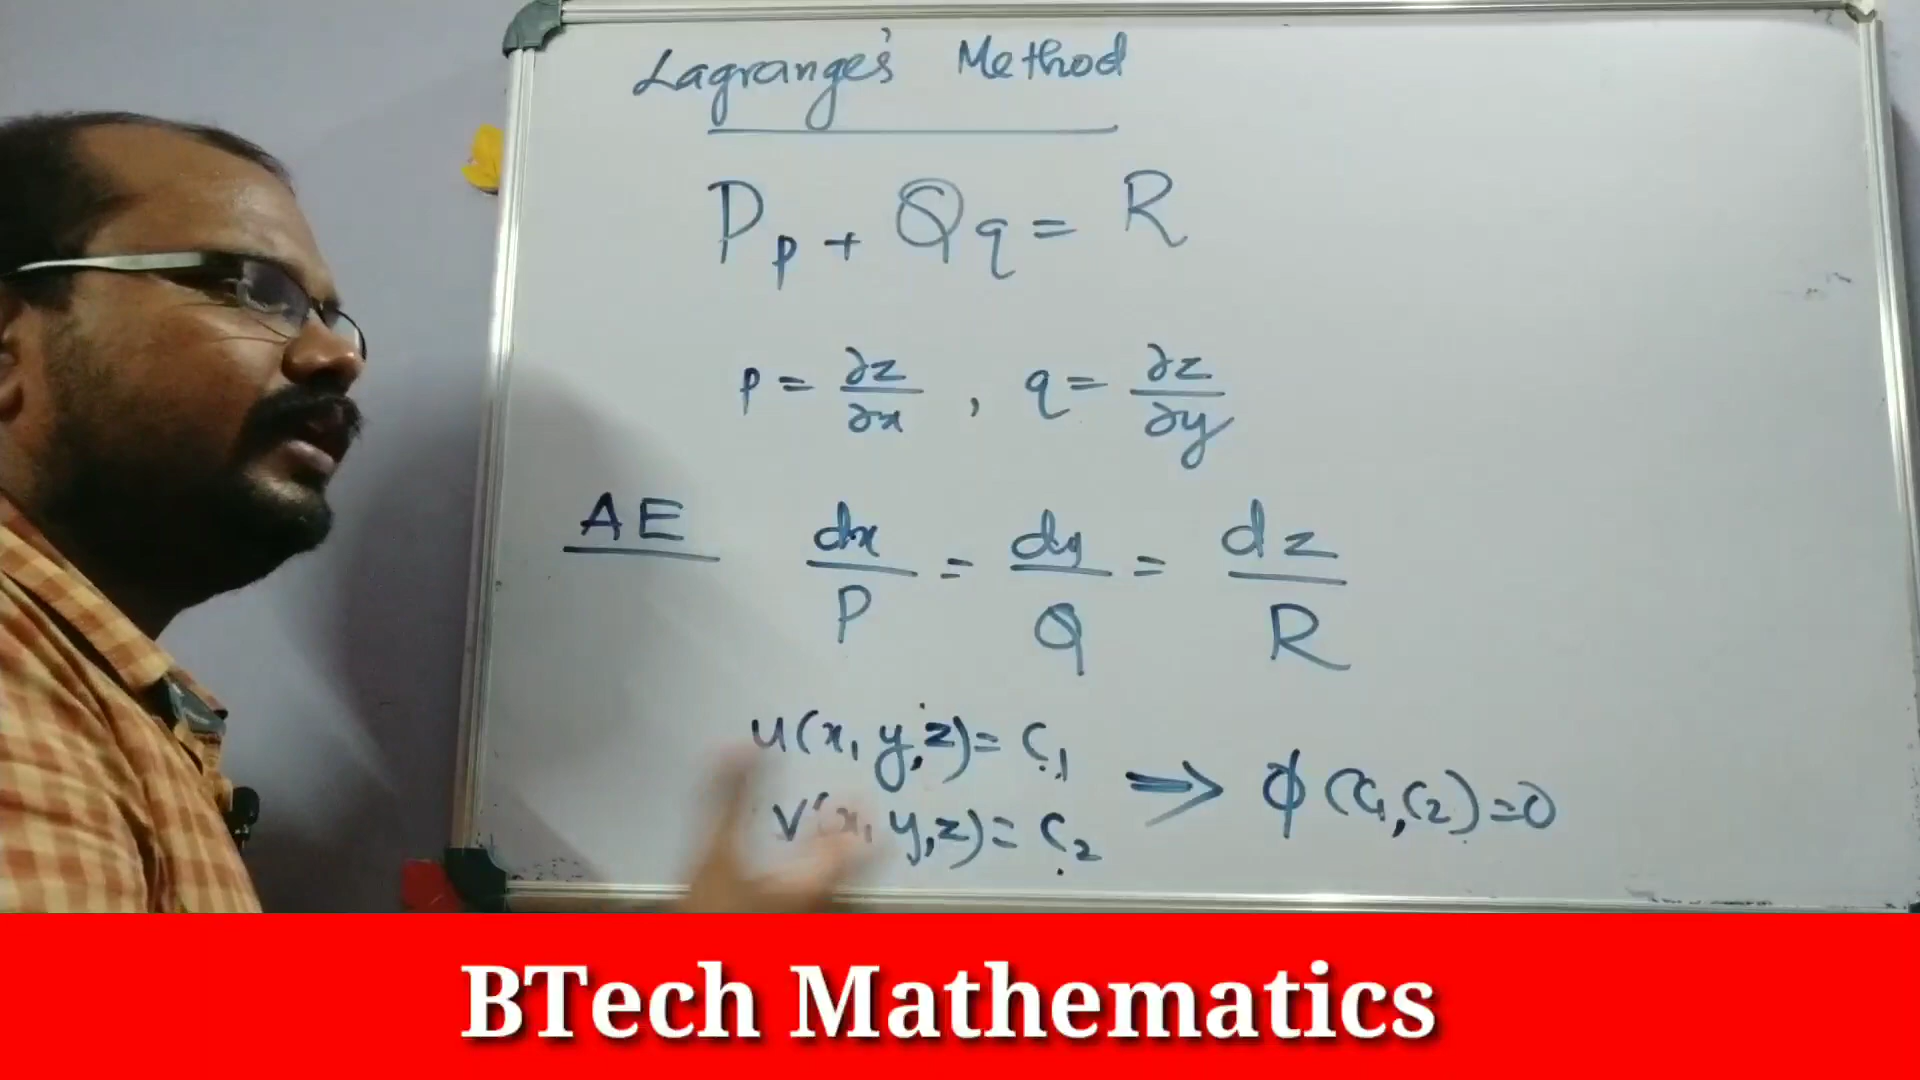 Lagrange's Method
Pp + Qq = R
p = ∂z/∂x , q = ∂z/∂y
AE dx/P = dy/Q = dz/R
u(x, y, z) = C1
v(x, y, z) = C2 ⇒ ϕ(C1, C2) = 0
BTech Mathematics